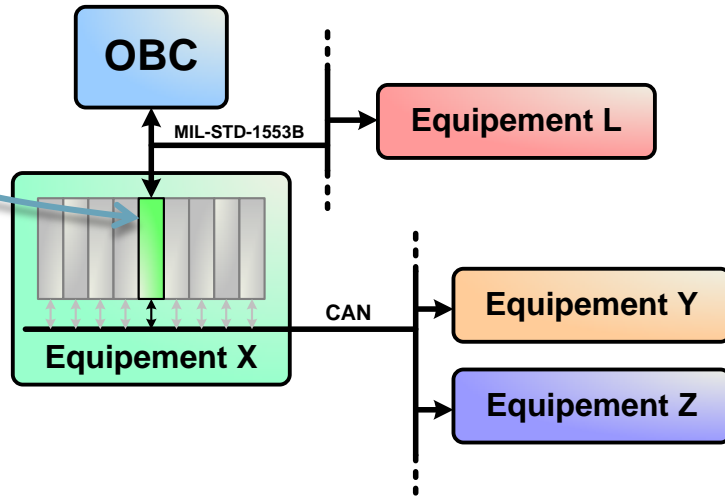 OBC
MIL-STD-1553B
Equipement L
CAN
Equipement Y
Equipement X
Equipement Z